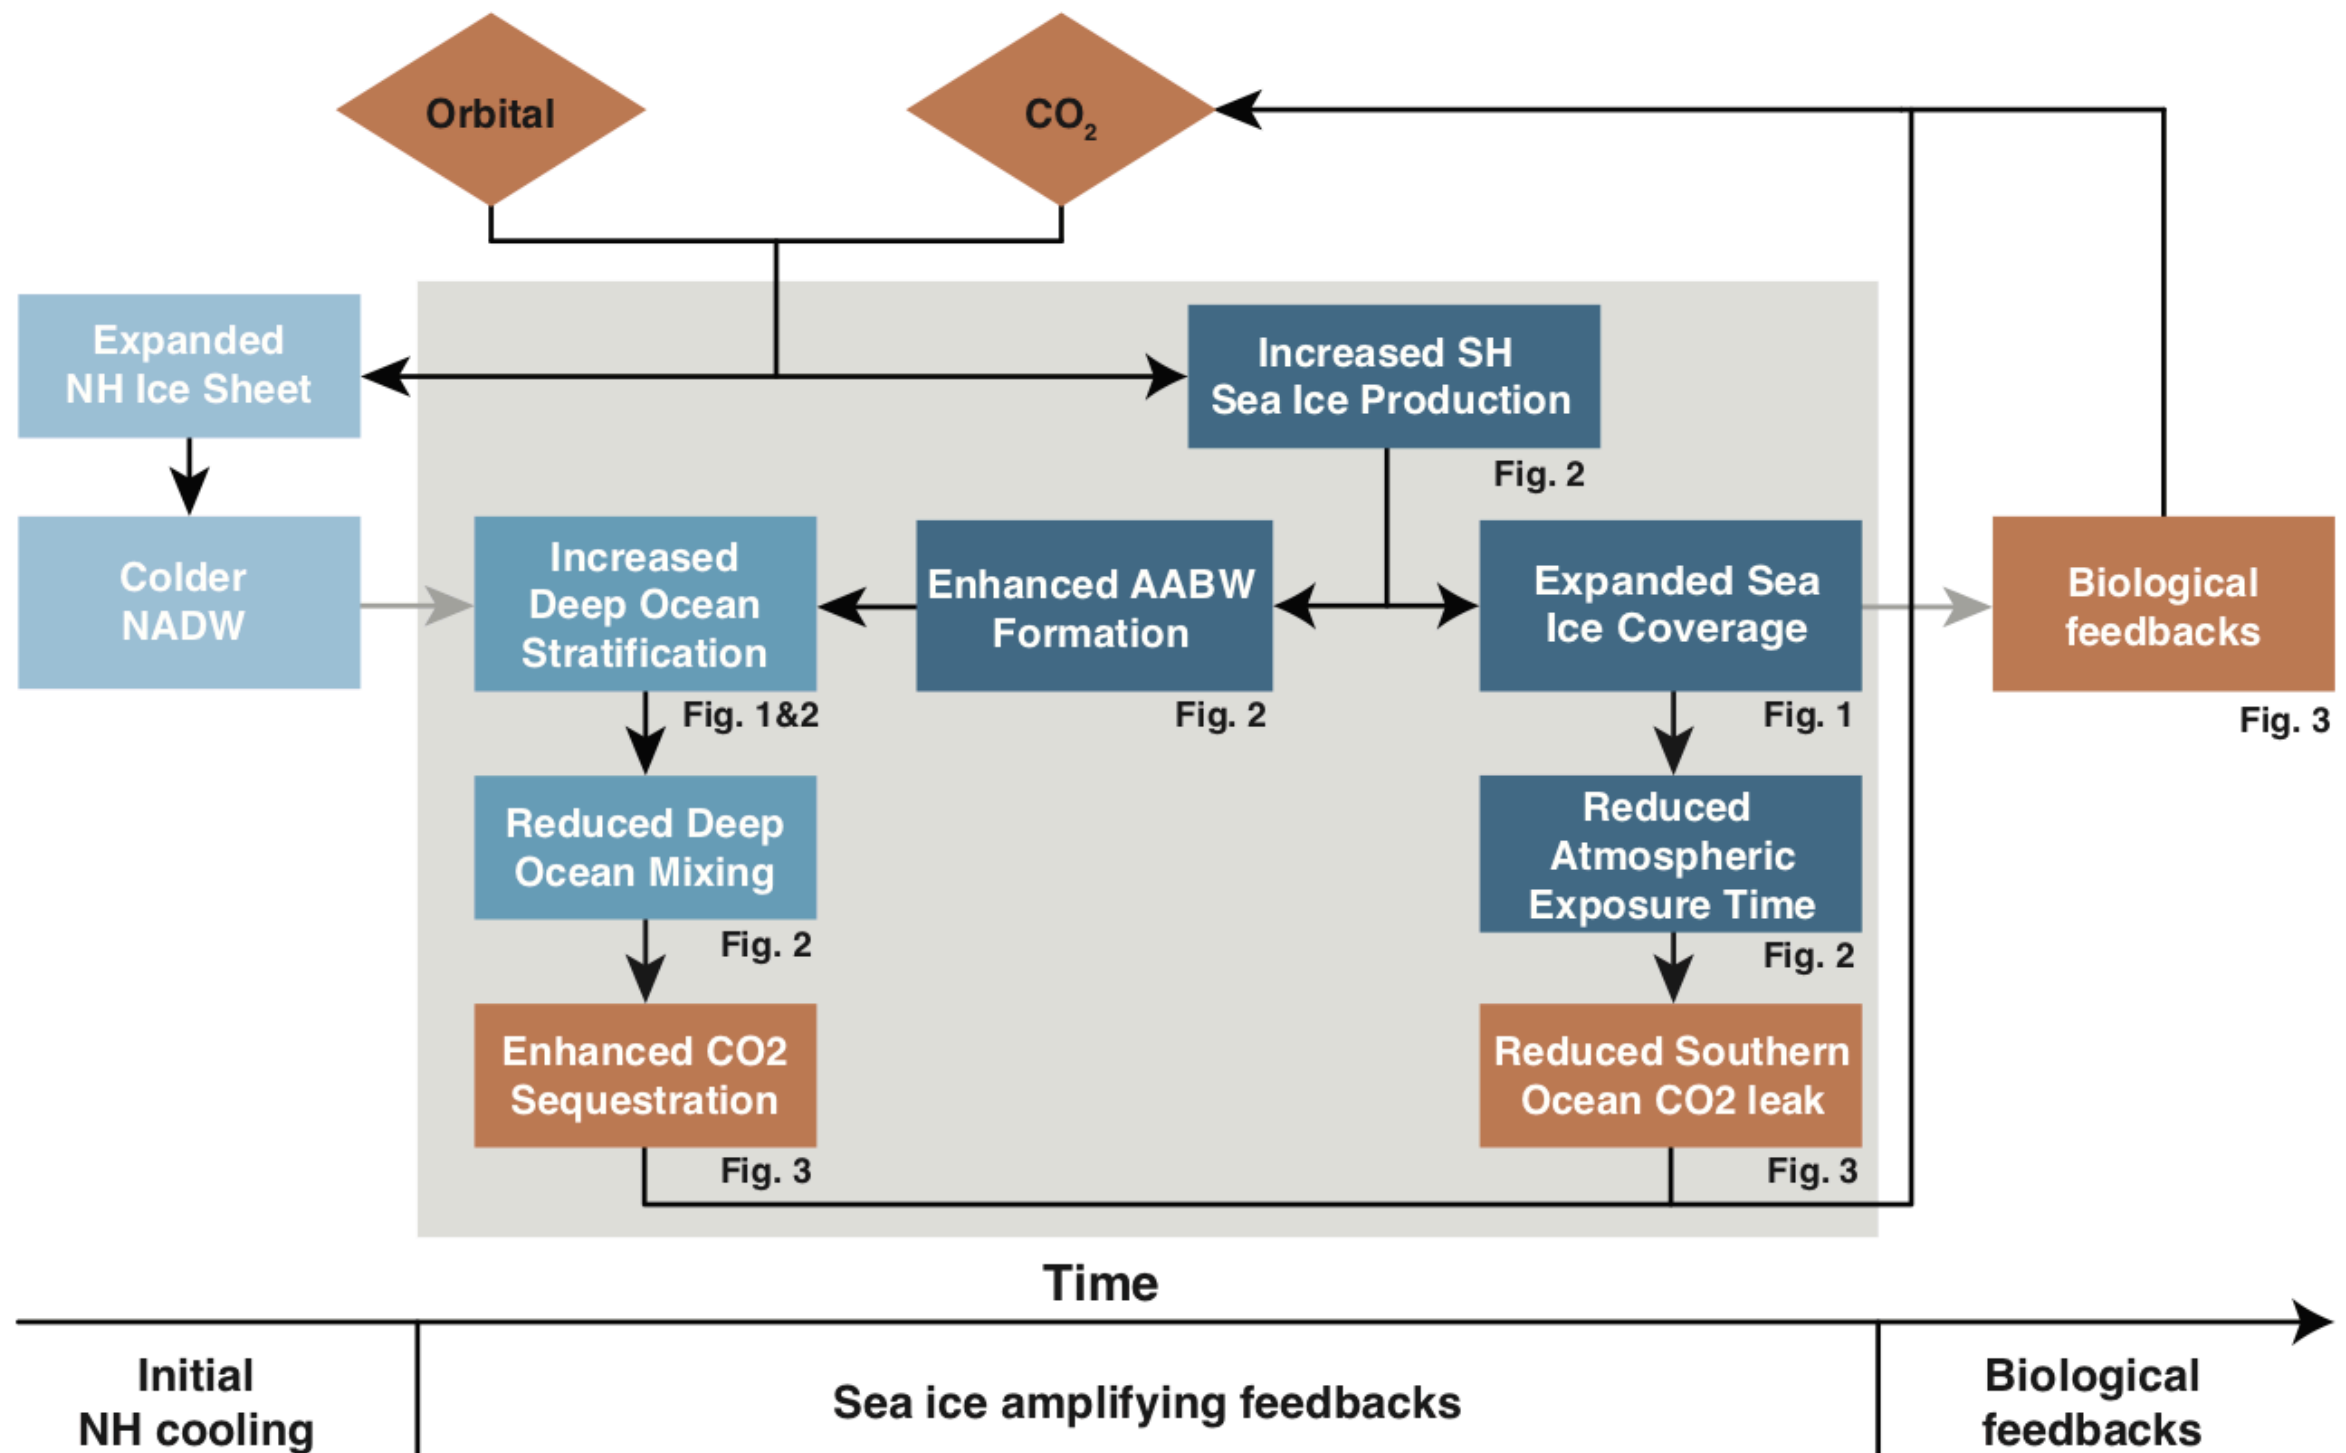 Orbital
CO₂
Expanded
NH Ice Sheet
Increased SH
Sea Ice Production
Fig. 2
Colder
NADW
Increased
Deep Ocean
Stratification
Fig. 1&2
Enhanced AABW
Formation
Fig. 2
Expanded Sea
Ice Coverage
Fig. 1
Biological
feedbacks
Fig. 3
Reduced Deep
Ocean Mixing
Fig. 2
Reduced
Atmospheric
Exposure Time
Fig. 2
Enhanced CO2
Sequestration
Fig. 3
Reduced Southern
Ocean CO2 leak
Fig. 3
Time
Initial
NH cooling
Sea ice amplifying feedbacks
Biological
feedbacks